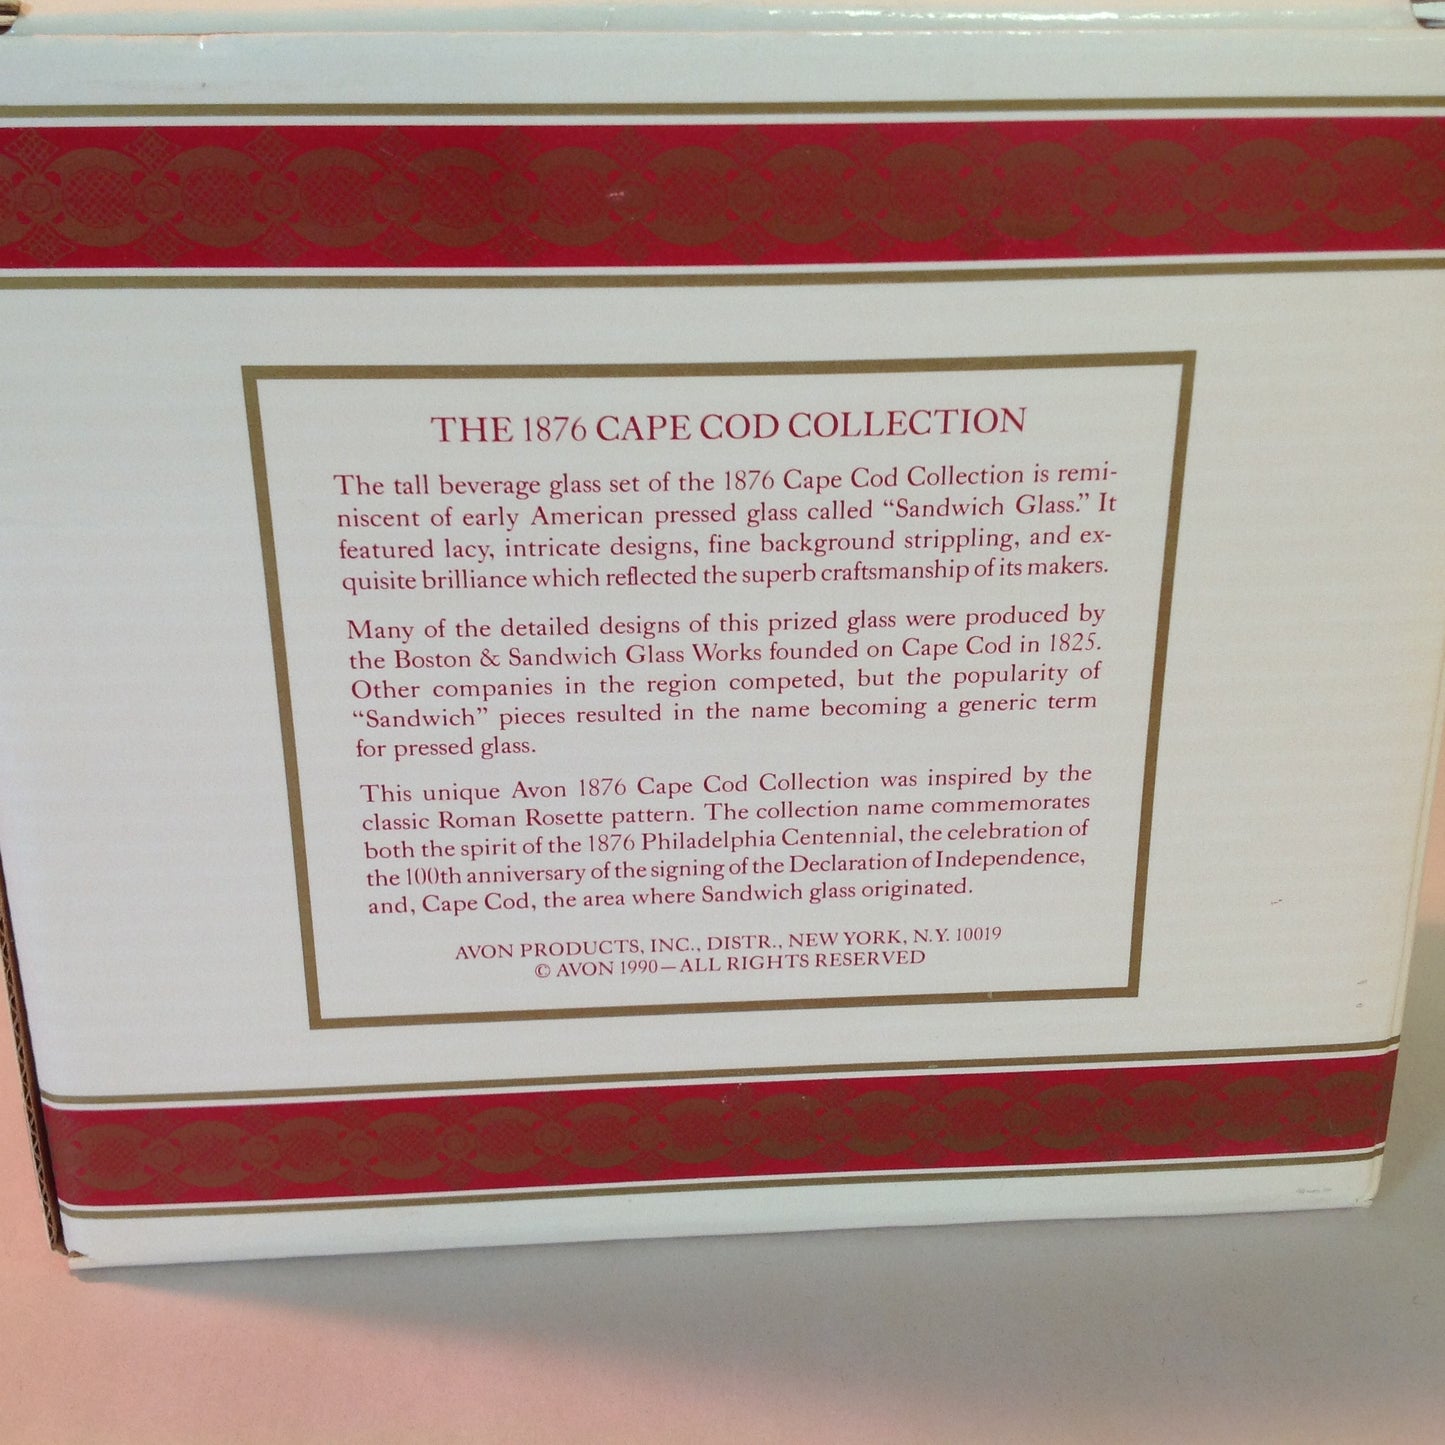 THE 1876 CAPE COD COLLECTION
The tall beverage glass set of the 1876 Cape Cod Collection is remi-
niscent of early American pressed glass called “Sandwich Glass.” It
featured lacy, intricate designs, fine background strippling, and ex-
quisite brilliance which reflected the superb craftsmanship of its makers.
Many of the detailed designs of this prized glass were produced by
the Boston & Sandwich Glass Works founded on Cape Cod in 1825.
Other companies in the region competed, but the popularity of
“Sandwich” pieces resulted in the name becoming a generic term
for pressed glass.
This unique Avon 1876 Cape Cod Collection was inspired by the
classic Roman Rosette pattern. The collection name commemorates
both the spirit of the 1876 Philadelphia Centennial, the celebration of
the 100th anniversary of the signing of the Declaration of Independence,
and, Cape Cod, the area where Sandwich glass originated.
AVON PRODUCTS, INC., DISTR., NEW YORK, N.Y. 10019
© AVON 1990—ALL RIGHTS RESERVED